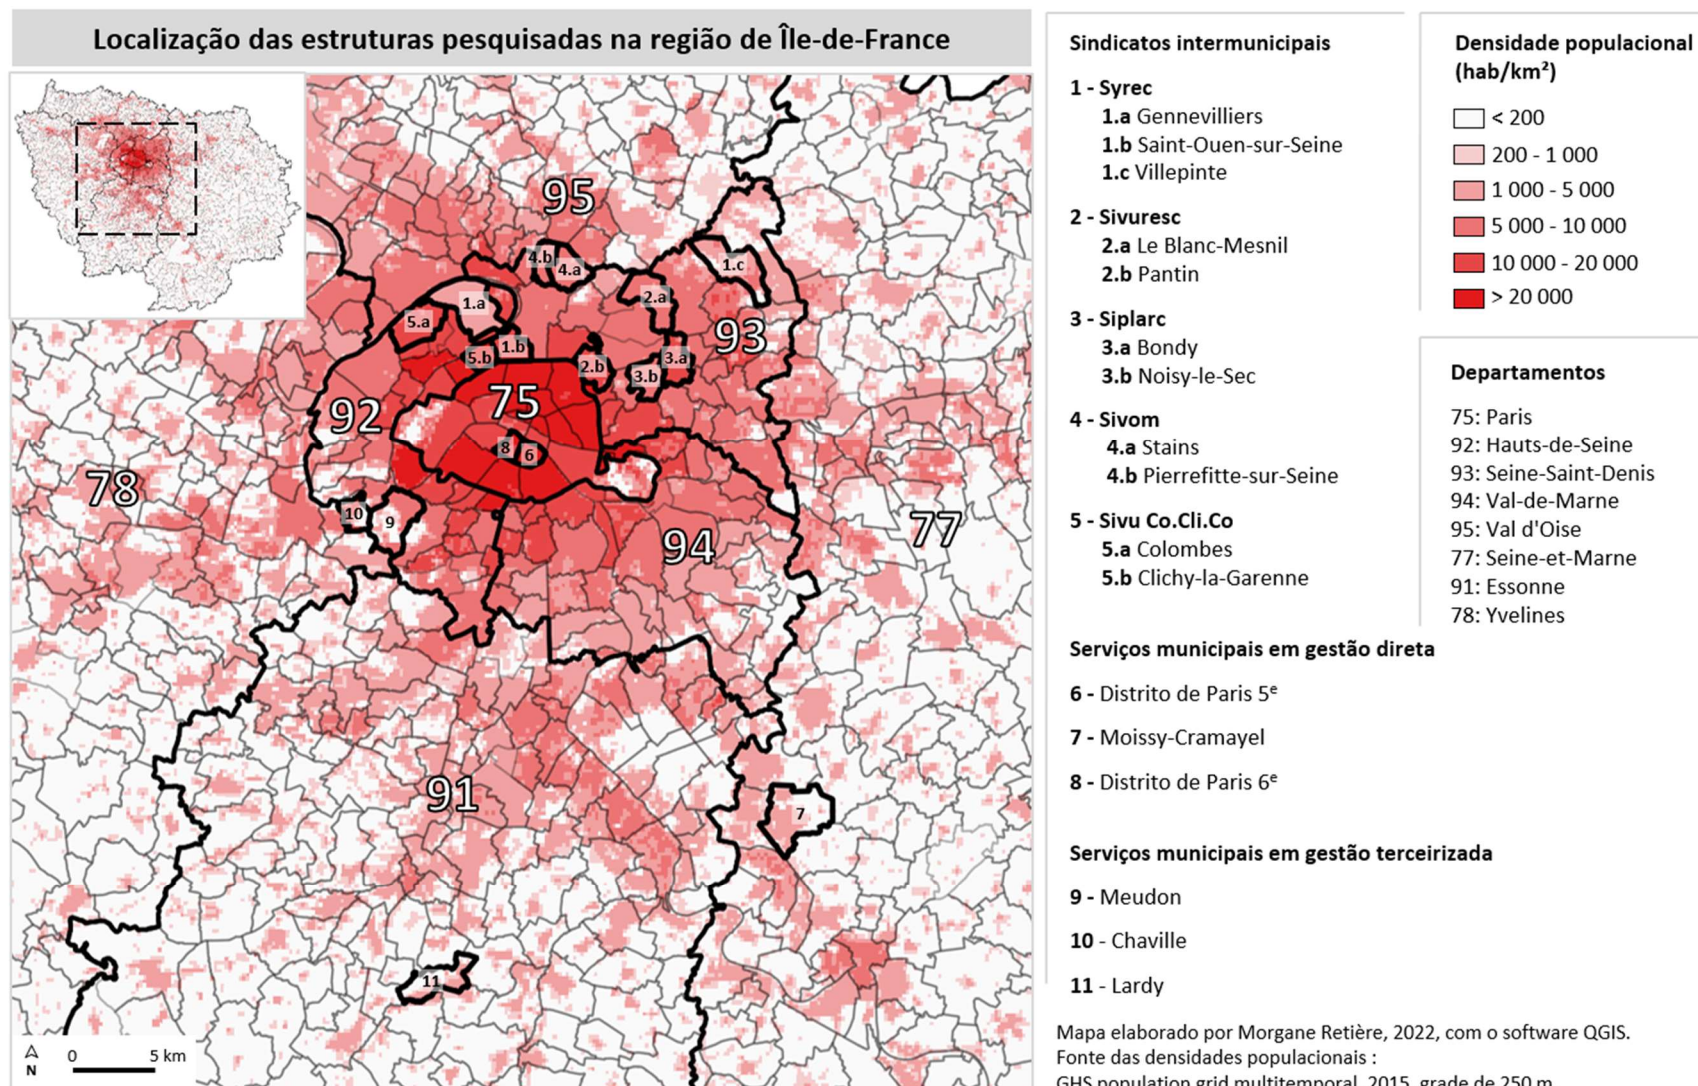 Localização das estruturas pesquisadas na região de Île-de-France
95
4.b
4.a
1.c
1.a
2.a
5.a
93
1.b
5.b
2.b
3.a
3.b
75
92
8
6
78
10
9
77
94
91
7
11
N
0 5 km
Sindicatos intermunicipais
1 - Syrec
1.a Gennevilliers
1.b Saint-Ouen-sur-Seine
1.c Villepinte
2 - Sivuresc
2.a Le Blanc-Mesnil
2.b Pantin
3 - Siplarc
3.a Bondy
3.b Noisy-le-Sec
4 - Sivom
4.a Stains
4.b Pierrefitte-sur-Seine
5 - Sivu Co.Cli.Co
5.a Colombes
5.b Clichy-la-Garenne
Serviços municipais em gestão direta
6 - Distrito de Paris 5ᵉ
7 - Moissy-Cramayel
8 - Distrito de Paris 6ᵉ
Serviços municipais em gestão terceirizada
9 - Meudon
10 - Chaville
11 - Lardy
Densidade populacional
(hab/km²)
< 200
200 - 1 000
1 000 - 5 000
5 000 - 10 000
10 000 - 20 000
> 20 000
Departamentos
75: Paris
92: Hauts-de-Seine
93: Seine-Saint-Denis
94: Val-de-Marne
95: Val d'Oise
77: Seine-et-Marne
91: Essonne
78: Yvelines
Mapa elaborado por Morgane Retière, 2022, com o software QGIS.
Fonte das densidades populacionais :
GHS population grid multitemporal, 2015, grade de 250 m